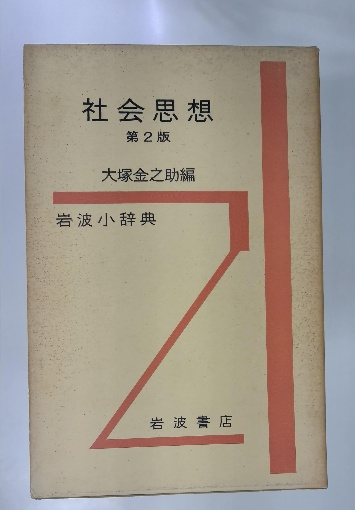 社会思想
第2版
大塚金之助編
岩波小辞典
岩波書店